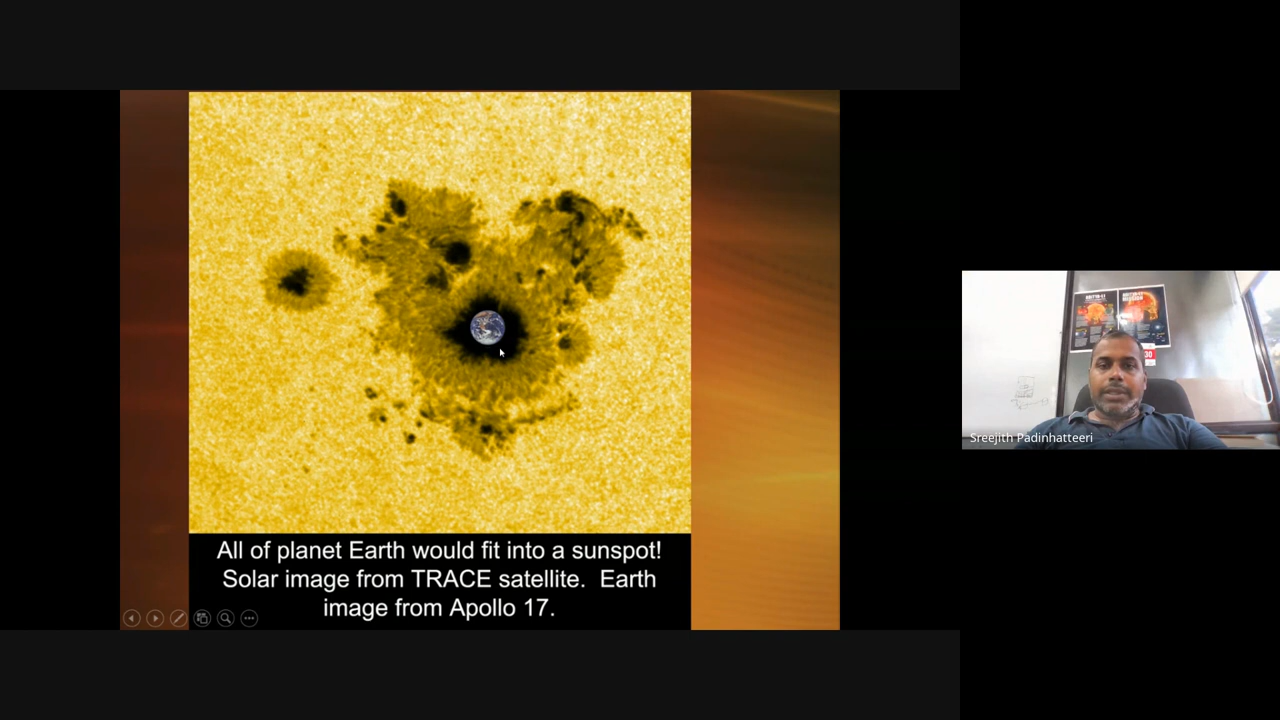 All of planet Earth would fit into a sunspot!
Solar image from TRACE satellite.  Earth
image from Apollo 17.
Sreejith Padinhatteeri
30